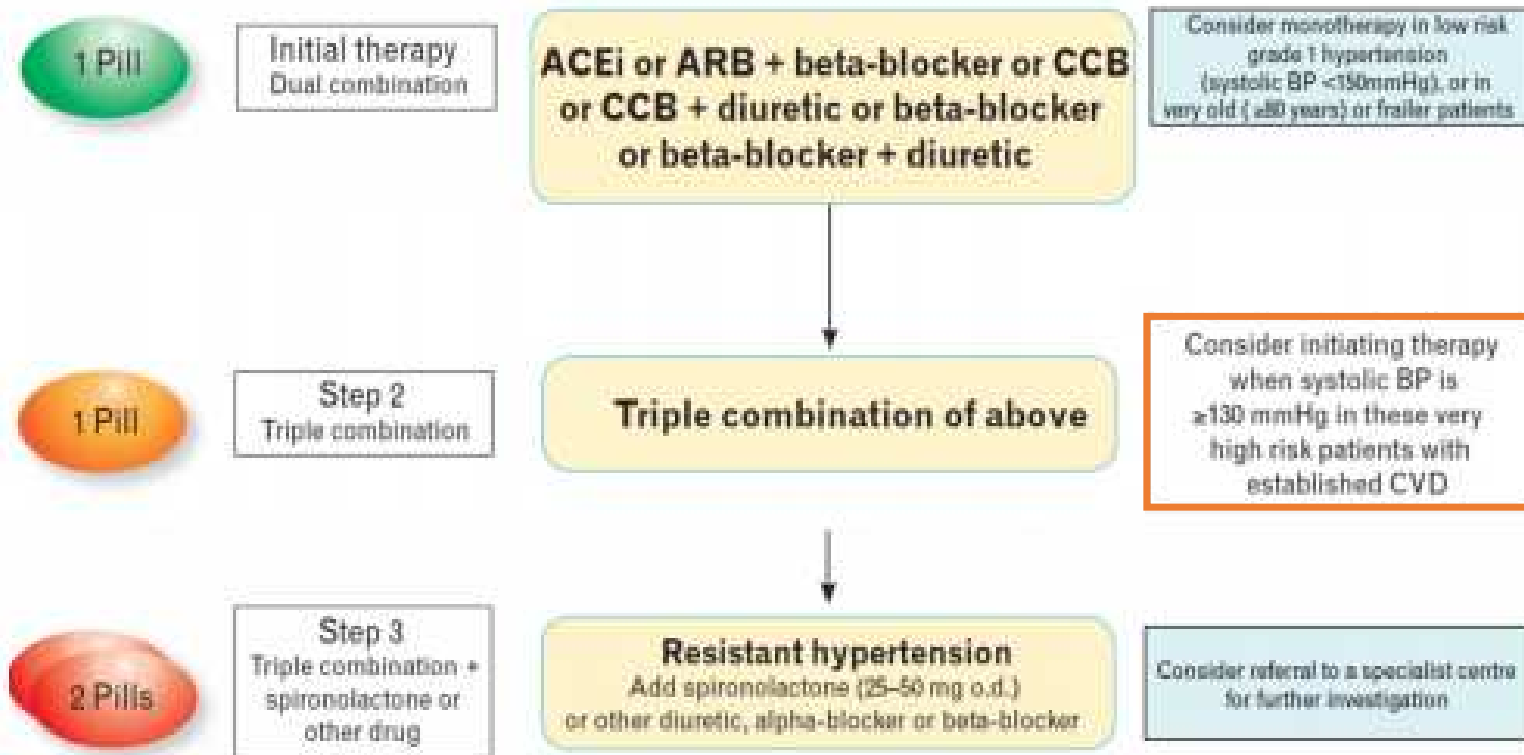 1 Pill
Initial therapy
Dual combination
ACEi or ARB + beta-blocker or CCB
or CCB + diuretic or beta-blocker
or beta-blocker + diuretic
Consider monotherapy in low risk
grade 1 hypertension
(systolic BP <150mmHg), or in
very old ( ≥80 years) or frailer patients
1 Pill
Step 2
Triple combination
Triple combination of above
Consider initiating therapy
when systolic BP is
≥130 mmHg in these very
high risk patients with
established CVD
2 Pills
Step 3
Triple combination +
spironolactone or
other drug
Resistant hypertension
Add spironolactone (25–50 mg o.d.)
or other diuretic, alpha-blocker or beta-blocker
Consider referral to a specialist centre
for further investigation